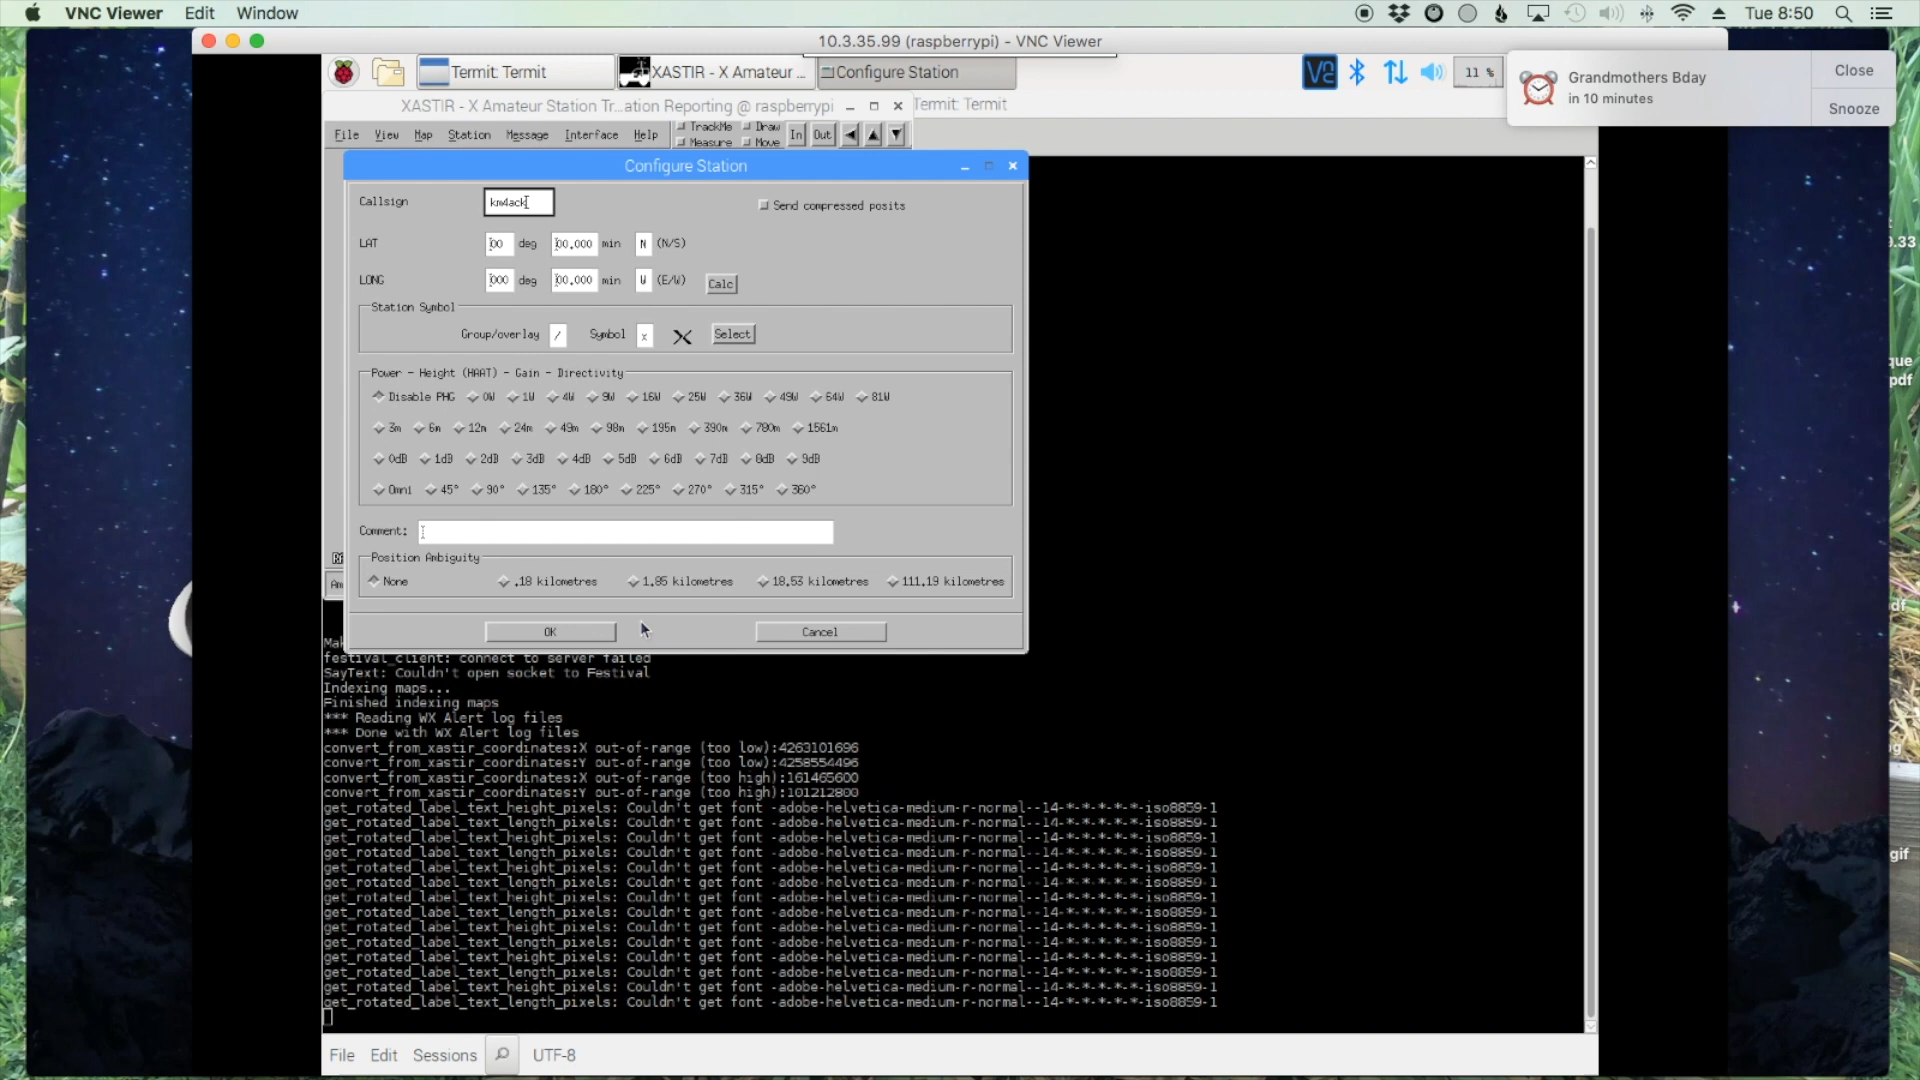 VNC Viewer Edit Window Tue 8:50
10.3.35.99 (raspberrypi) - VNC Viewer
Termit: Termit XASTIR - X Amateur ... Configure Station 11 %
Grandmothers Bday
in 10 minutes
Close
Snooze
XASTIR - X Amateur Station Tr...ation Reporting @ raspberrypi Termit: Termit
File View Map Station Message Interface Help TrackMe Draw In Out
Measure Move
Configure Station
Callsign km4ack Send compressed posits
LAT 00 deg 00.000 min N (N/S)
LONG 000 deg 00.000 min W (E/W) Calc
Station Symbol
Group/overlay / Symbol x Select
Power - Height (HAAT) - Gain - Directivity
Disable PHG 0W 1W 4W 9W 16W 25W 36W 49W 64W 81W
3m 6m 12m 24m 49m 98m 195m 390m 780m 1561m
0dB 1dB 2dB 3dB 4dB 5dB 6dB 7dB 8dB 9dB
Omni 45° 90° 135° 180° 225° 270° 315° 360°
Comment:
Position Ambiguity
None .18 kilometres 1.85 kilometres 18.53 kilometres 111.19 kilometres
OK Cancel
festival_client: connect to server failed
SayText: Couldn't open socket to Festival
Indexing maps...
Finished indexing maps
*** Reading WX Alert log files
*** Done with WX Alert log files
convert_from_xastir_coordinates:X out-of-range (too low):4263101696
convert_from_xastir_coordinates:Y out-of-range (too low):4258554496
convert_from_xastir_coordinates:X out-of-range (too high):161465600
convert_from_xastir_coordinates:Y out-of-range (too high):101212800
get_rotated_label_text_height_pixels: Couldn't get font -adobe-helvetica-medium-r-normal--14-*-*-*-*-*-iso8859-1
get_rotated_label_text_length_pixels: Couldn't get font -adobe-helvetica-medium-r-normal--14-*-*-*-*-*-iso8859-1
get_rotated_label_text_height_pixels: Couldn't get font -adobe-helvetica-medium-r-normal--14-*-*-*-*-*-iso8859-1
get_rotated_label_text_length_pixels: Couldn't get font -adobe-helvetica-medium-r-normal--14-*-*-*-*-*-iso8859-1
get_rotated_label_text_height_pixels: Couldn't get font -adobe-helvetica-medium-r-normal--14-*-*-*-*-*-iso8859-1
get_rotated_label_text_length_pixels: Couldn't get font -adobe-helvetica-medium-r-normal--14-*-*-*-*-*-iso8859-1
get_rotated_label_text_height_pixels: Couldn't get font -adobe-helvetica-medium-r-normal--14-*-*-*-*-*-iso8859-1
get_rotated_label_text_length_pixels: Couldn't get font -adobe-helvetica-medium-r-normal--14-*-*-*-*-*-iso8859-1
get_rotated_label_text_height_pixels: Couldn't get font -adobe-helvetica-medium-r-normal--14-*-*-*-*-*-iso8859-1
get_rotated_label_text_length_pixels: Couldn't get font -adobe-helvetica-medium-r-normal--14-*-*-*-*-*-iso8859-1
get_rotated_label_text_height_pixels: Couldn't get font -adobe-helvetica-medium-r-normal--14-*-*-*-*-*-iso8859-1
get_rotated_label_text_length_pixels: Couldn't get font -adobe-helvetica-medium-r-normal--14-*-*-*-*-*-iso8859-1
get_rotated_label_text_height_pixels: Couldn't get font -adobe-helvetica-medium-r-normal--14-*-*-*-*-*-iso8859-1
get_rotated_label_text_length_pixels: Couldn't get font -adobe-helvetica-medium-r-normal--14-*-*-*-*-*-iso8859-1
File Edit Sessions UTF-8